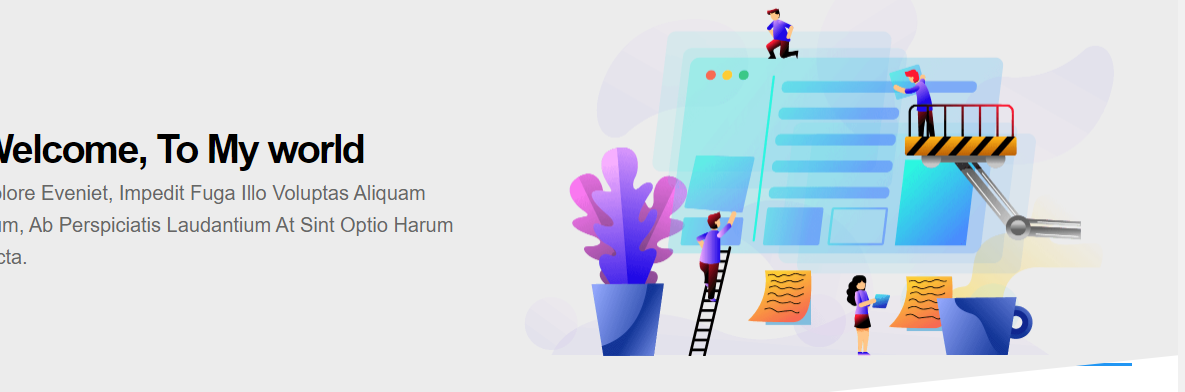 Welcome, To My world
olore Eveniet, Impedit Fuga Illo Voluptas Aliquam
um, Ab Perspiciatis Laudantium At Sint Optio Harum
cta.